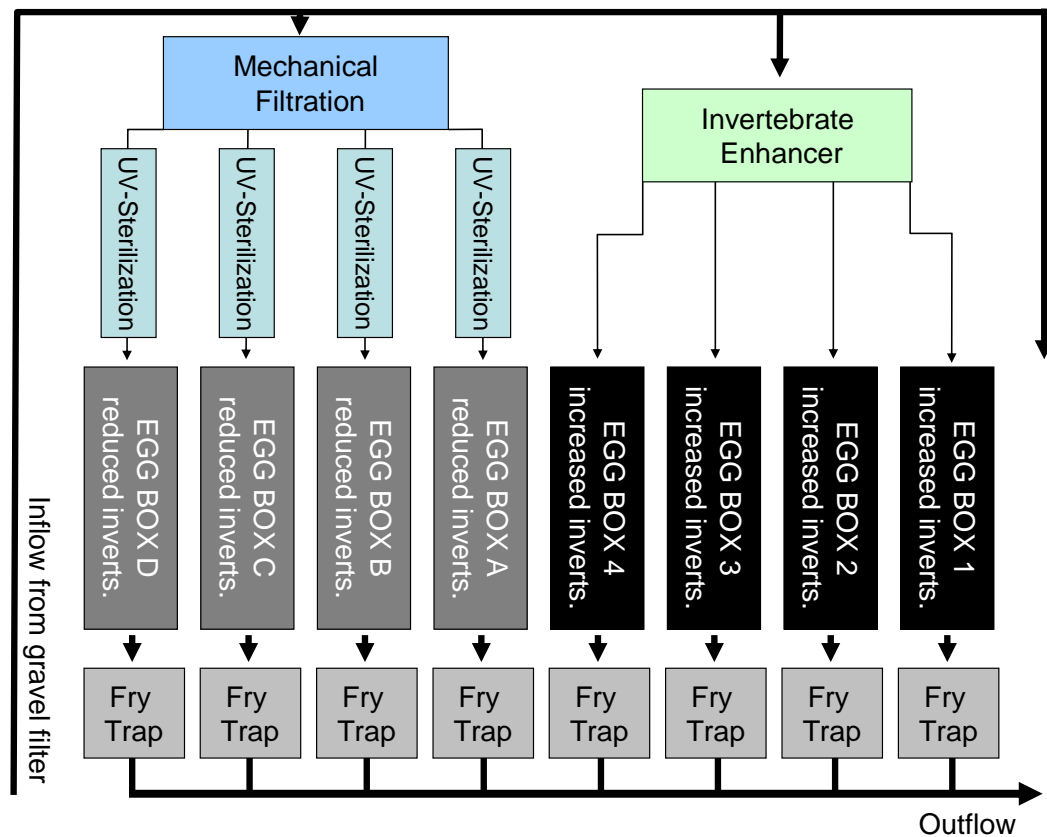 Mechanical
Filtration
Invertebrate
Enhancer
UV-Sterilization
UV-Sterilization
UV-Sterilization
UV-Sterilization
EGG BOX D
reduced inverts.
EGG BOX C
reduced inverts.
EGG BOX B
reduced inverts.
EGG BOX A
reduced inverts.
EGG BOX 4
increased inverts.
EGG BOX 3
increased inverts.
EGG BOX 2
increased inverts.
EGG BOX 1
increased inverts.
Inflow from gravel filter
Fry
Trap
Fry
Trap
Fry
Trap
Fry
Trap
Fry
Trap
Fry
Trap
Fry
Trap
Fry
Trap
Outflow